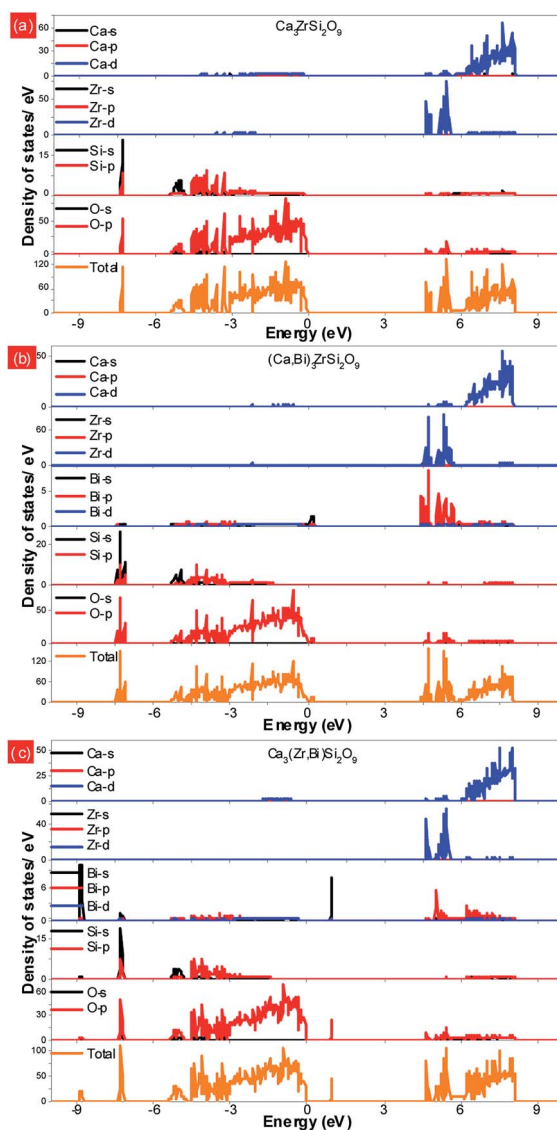 (a)
Ca3ZrSi2O9
Ca-s
Ca-p
Ca-d
60
30
0
Zr-s
Zr-p
Zr-d
50
0
Si-s
Si-p
15
0
O-s
O-p
50
0
Total
120
60
0
Density of states/ eV
-9 -6 -3 0 3 6 9
Energy (eV)
(b)
(Ca,Bi)3ZrSi2O9
Ca-s
Ca-p
Ca-d
50
0
Zr-s
Zr-p
Zr-d
60
0
Bi-s
Bi-p
Bi-d
5
0
Si-s
Si-p
20
0
O-s
O-p
50
0
Total
120
60
0
Density of states/ eV
-9 -6 -3 0 3 6 9
Energy (eV)
(c)
Ca3(Zr,Bi)Si2O9
Ca-s
Ca-p
Ca-d
50
25
0
Zr-s
Zr-p
Zr-d
50
0
Bi-s
Bi-p
Bi-d
6
0
Si-s
Si-p
15
0
O-s
O-p
60
30
0
Total
100
50
0
Density of states/ eV
-9 -6 -3 0 3 6 9
Energy (eV)